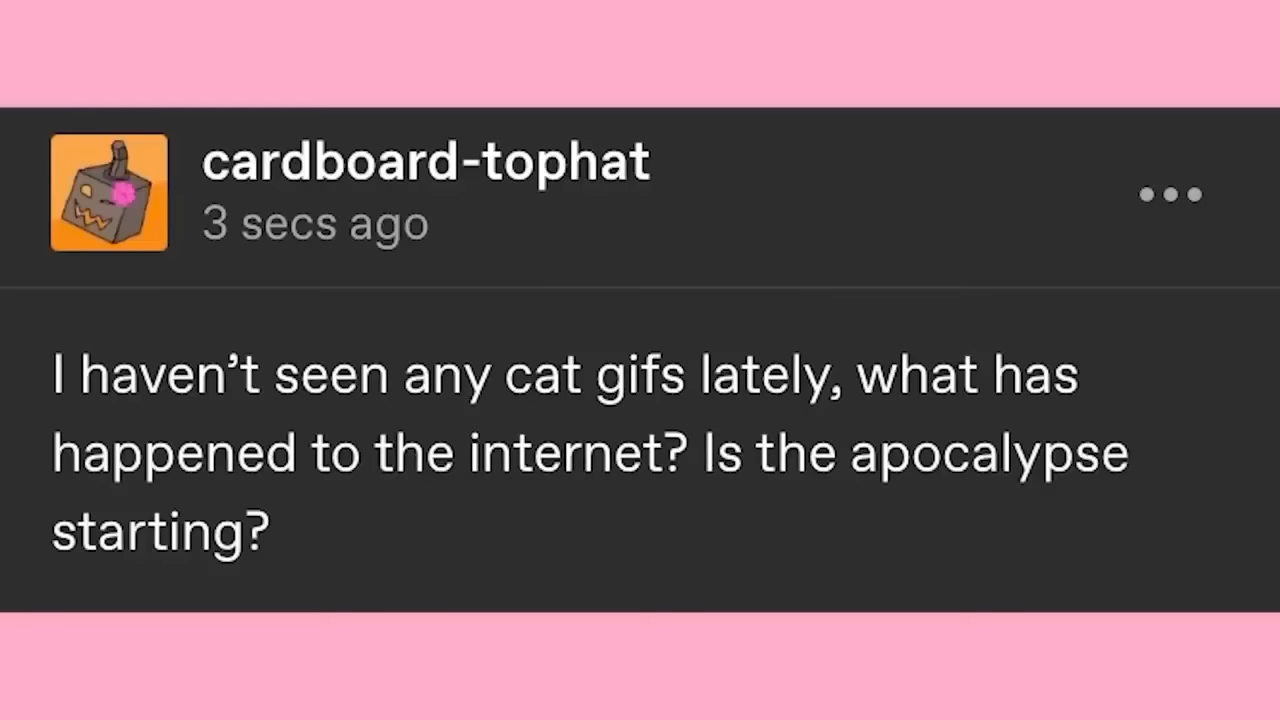 cardboard-tophat
3 secs ago
I haven’t seen any cat gifs lately, what has
happened to the internet? Is the apocalypse
starting?